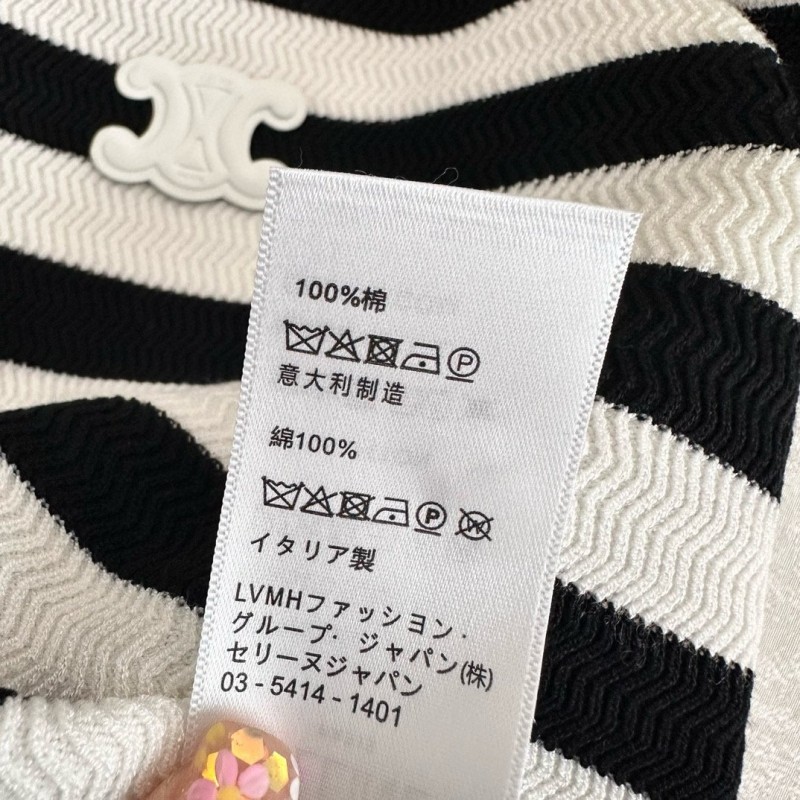 100%棉
P
意大利制造
綿100%
P W
イタリア製
LVMHファッション・
グループ・ジャパン(株)
セリーヌジャパン
03 - 5414 - 1401